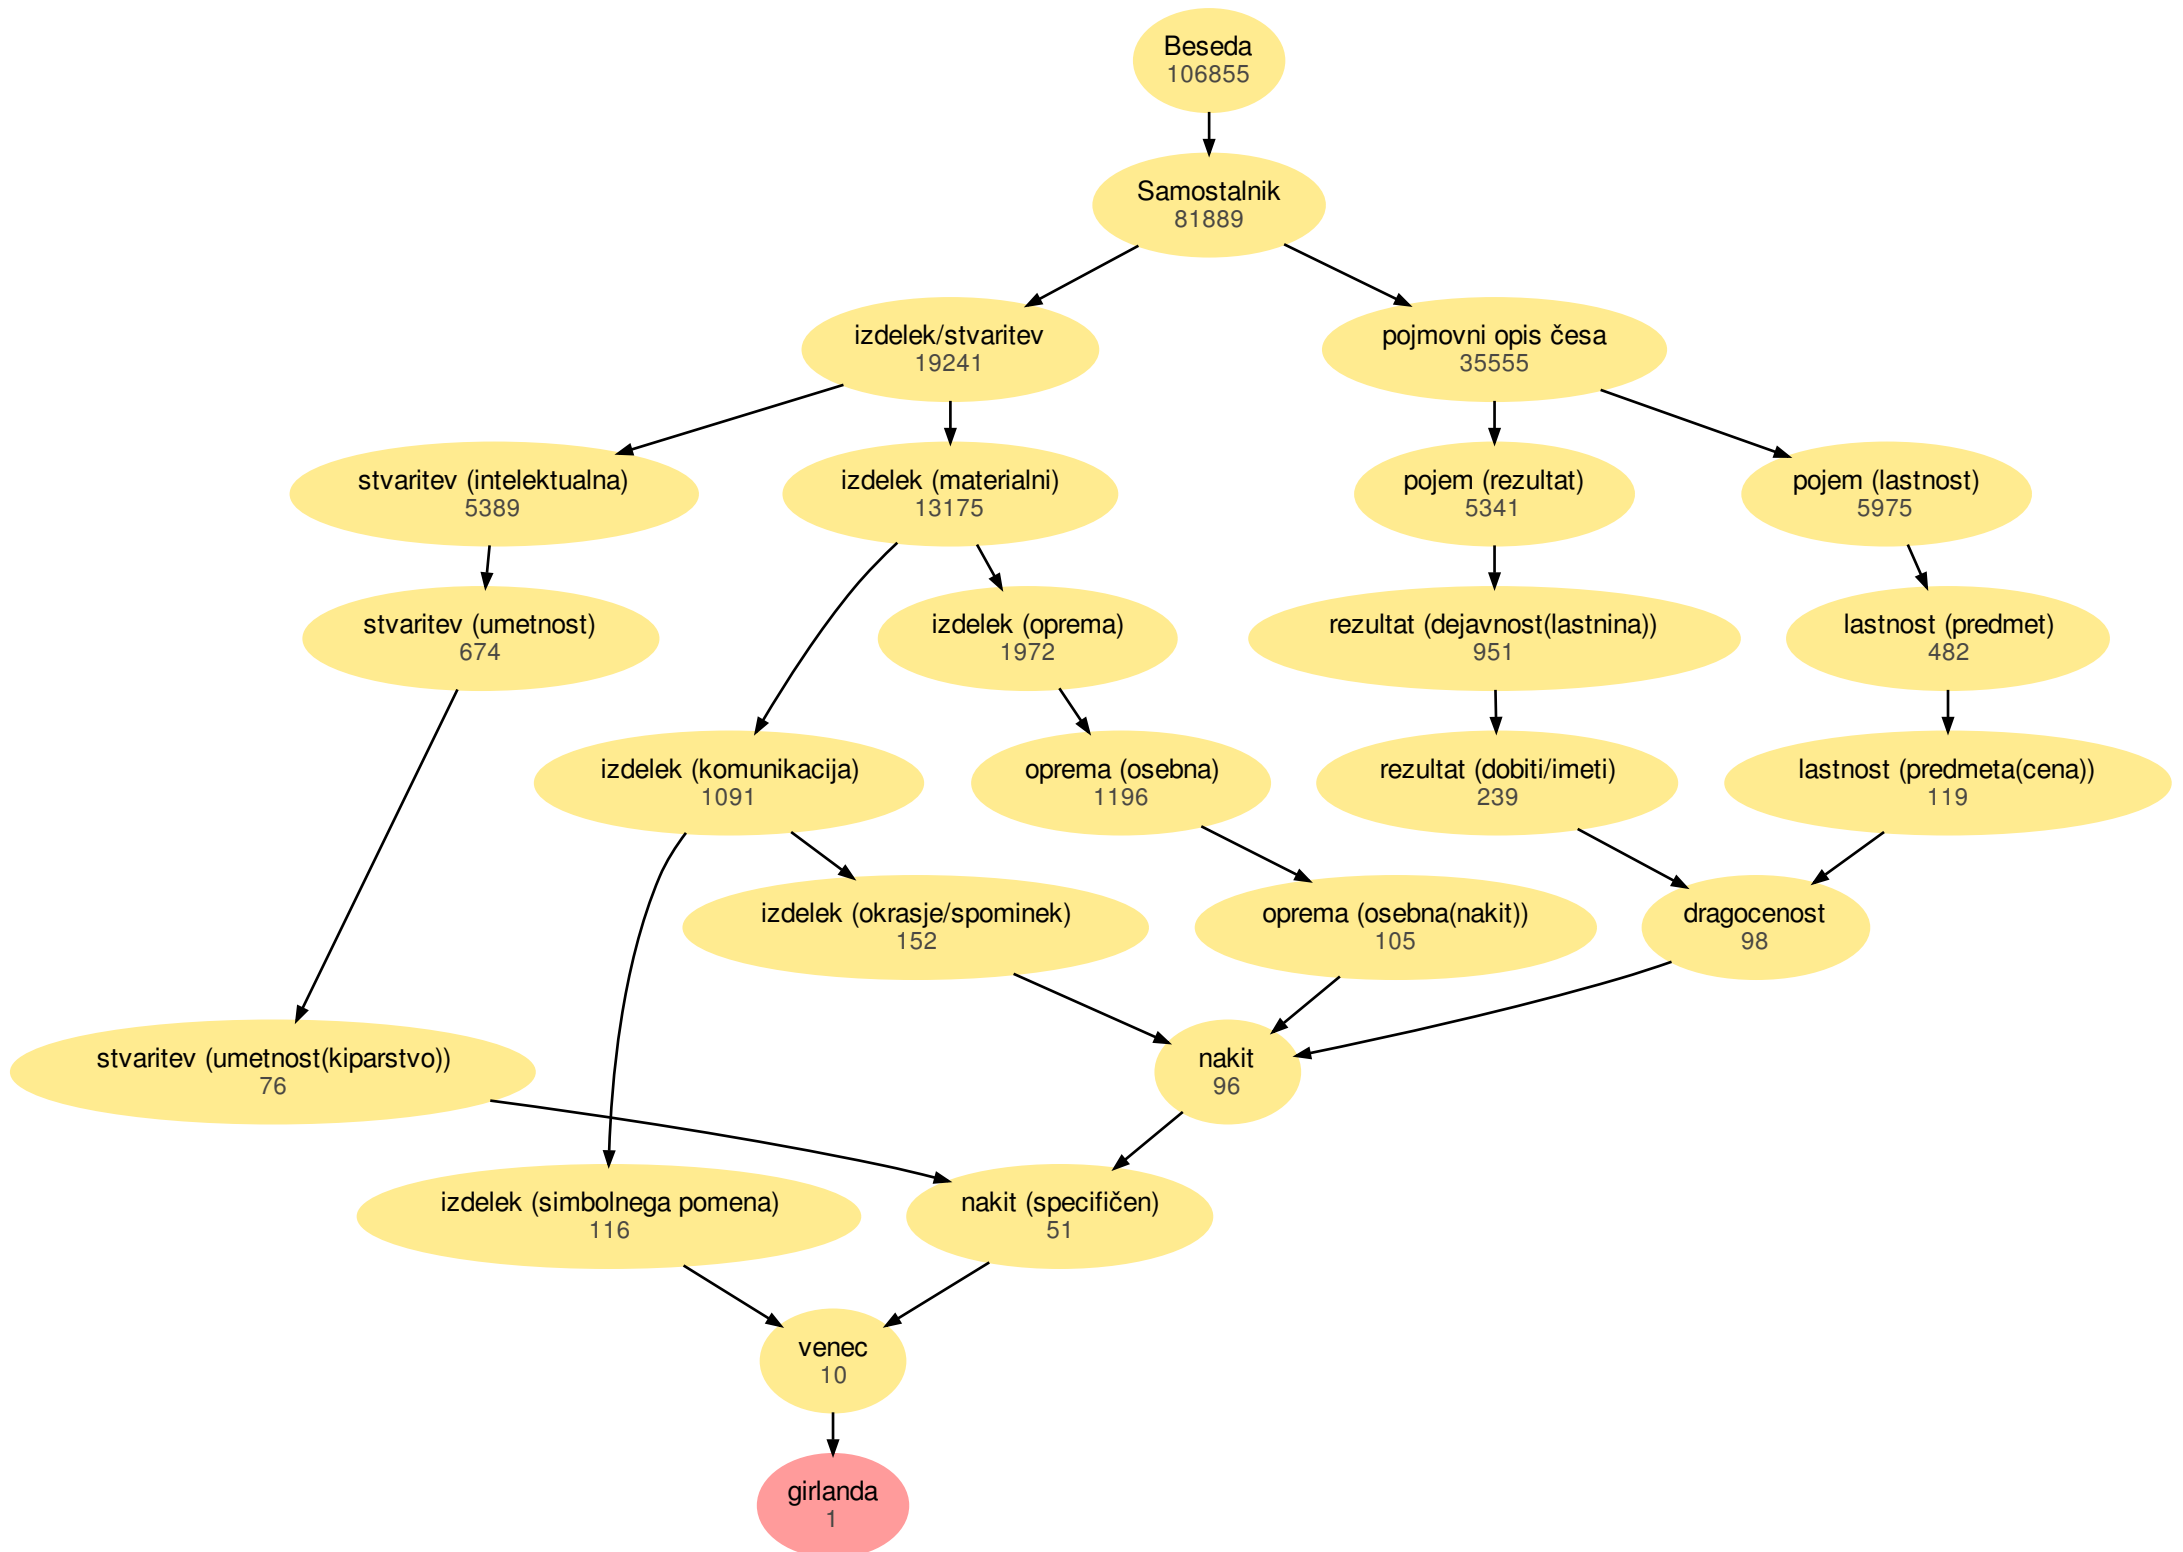 Beseda
106855
Samostalnik
81889
izdelek/stvaritev
19241
pojmovni opis česa
35555
stvaritev (intelektualna)
5389
izdelek (materialni)
13175
pojem (rezultat)
5341
pojem (lastnost)
5975
stvaritev (umetnost)
674
izdelek (oprema)
1972
rezultat (dejavnost(lastnina))
951
lastnost (predmet)
482
izdelek (komunikacija)
1091
oprema (osebna)
1196
rezultat (dobiti/imeti)
239
lastnost (predmeta(cena))
119
izdelek (okrasje/spominek)
152
oprema (osebna(nakit))
105
dragocenost
98
stvaritev (umetnost(kiparstvo))
76
nakit
96
izdelek (simbolnega pomena)
116
nakit (specifičen)
51
venec
10
girlanda
1